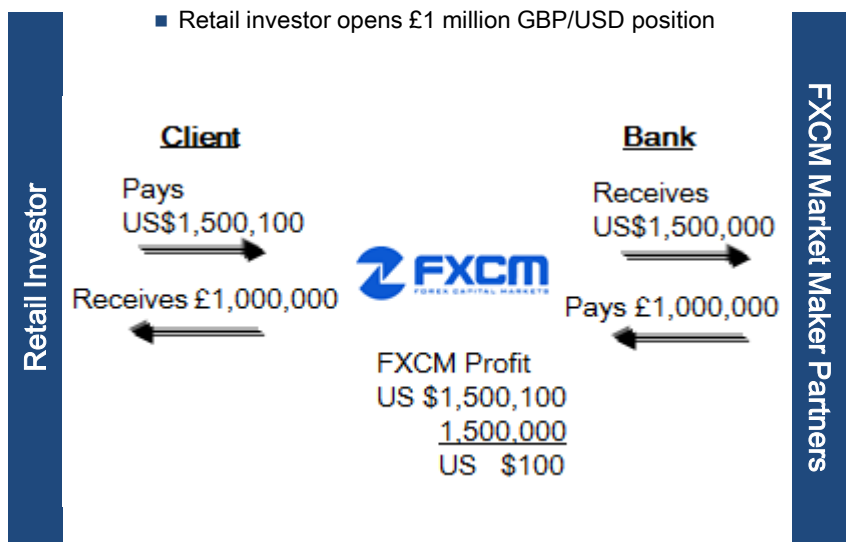 ■ Retail investor opens £1 million GBP/USD position
Retail Investor
Client
Pays
US$1,500,100
Receives £1,000,000
FXCM
FOREX CAPITAL MARKETS
FXCM Profit
US $1,500,100
1,500,000
US $100
Bank
Receives
US$1,500,000
Pays £1,000,000
FXCM Market Maker Partners